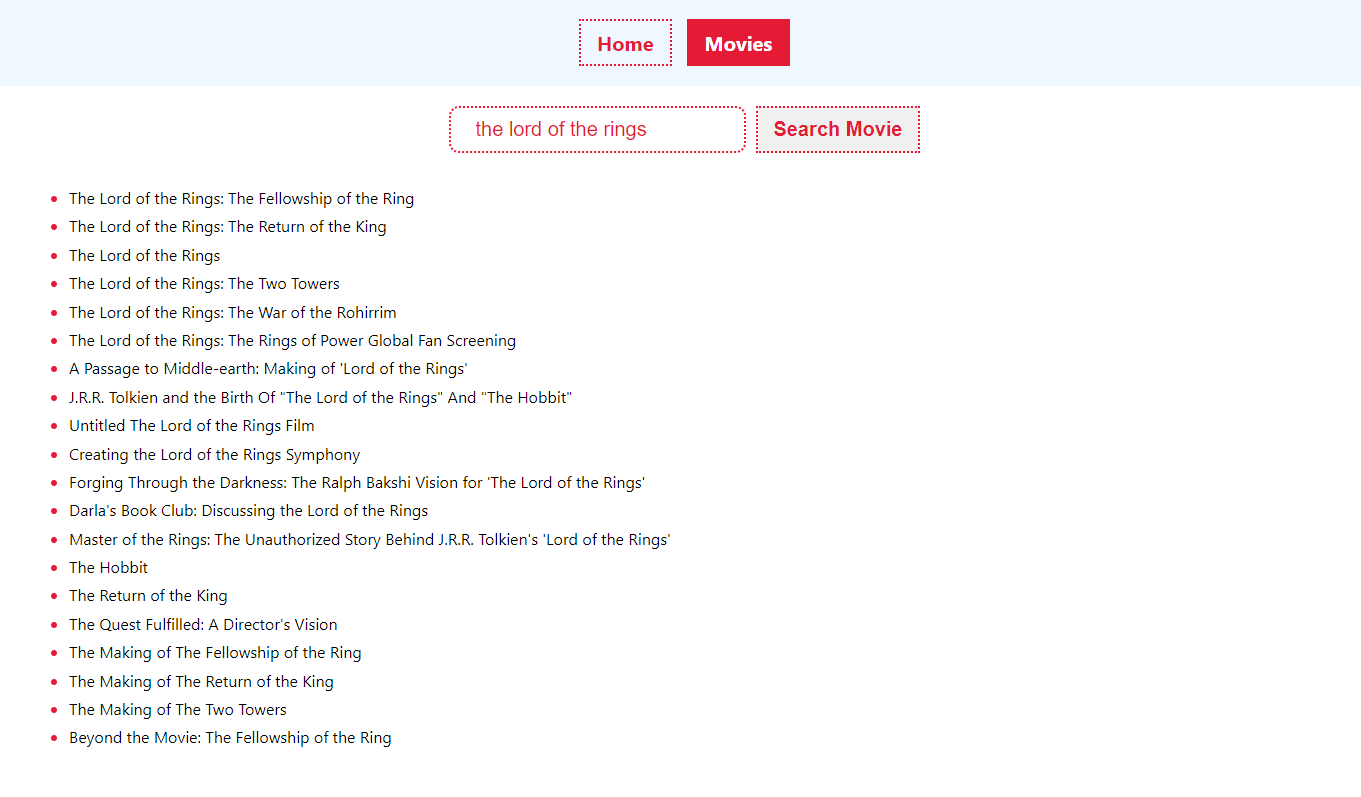 Home Movies
the lord of the rings Search Movie
The Lord of the Rings: The Fellowship of the Ring
The Lord of the Rings: The Return of the King
The Lord of the Rings
The Lord of the Rings: The Two Towers
The Lord of the Rings: The War of the Rohirrim
The Lord of the Rings: The Rings of Power Global Fan Screening
A Passage to Middle-earth: Making of 'Lord of the Rings'
J.R.R. Tolkien and the Birth Of "The Lord of the Rings" And "The Hobbit"
Untitled The Lord of the Rings Film
Creating the Lord of the Rings Symphony
Forging Through the Darkness: The Ralph Bakshi Vision for 'The Lord of the Rings'
Darla's Book Club: Discussing the Lord of the Rings
Master of the Rings: The Unauthorized Story Behind J.R.R. Tolkien's 'Lord of the Rings'
The Hobbit
The Return of the King
The Quest Fulfilled: A Director's Vision
The Making of The Fellowship of the Ring
The Making of The Return of the King
The Making of The Two Towers
Beyond the Movie: The Fellowship of the Ring